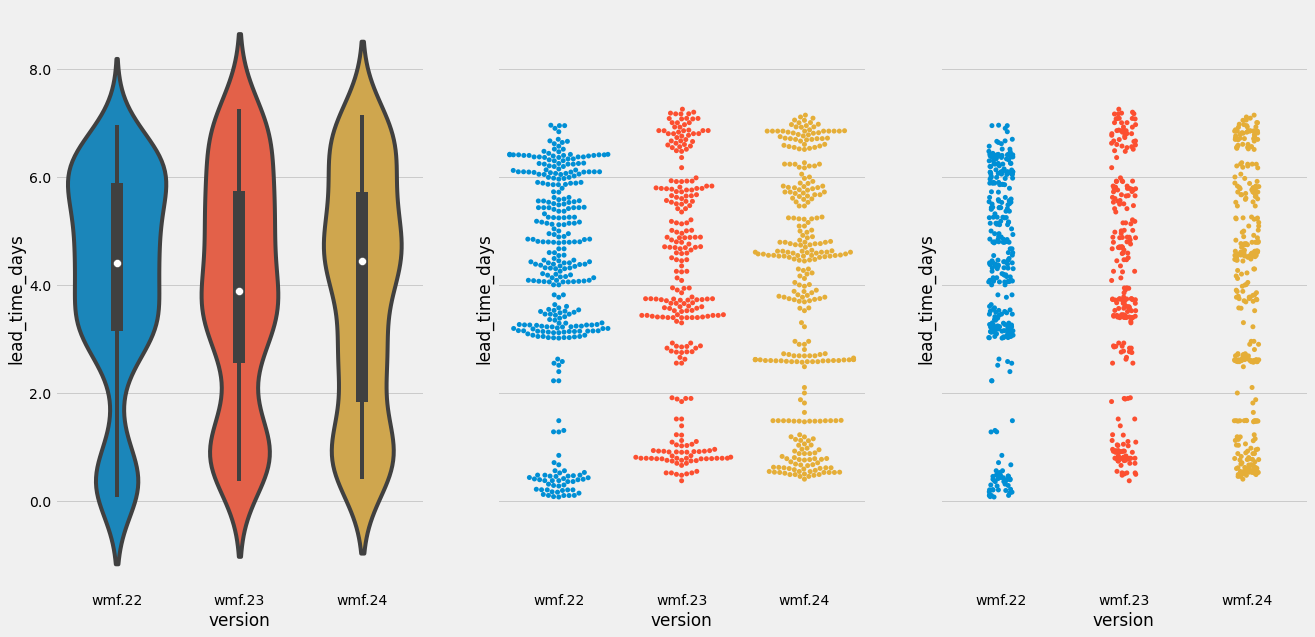 8.0
6.0
4.0
2.0
0.0
lead_time_days
wmf.22 wmf.23 wmf.24
version
lead_time_days
wmf.22 wmf.23 wmf.24
version
lead_time_days
wmf.22 wmf.23 wmf.24
version